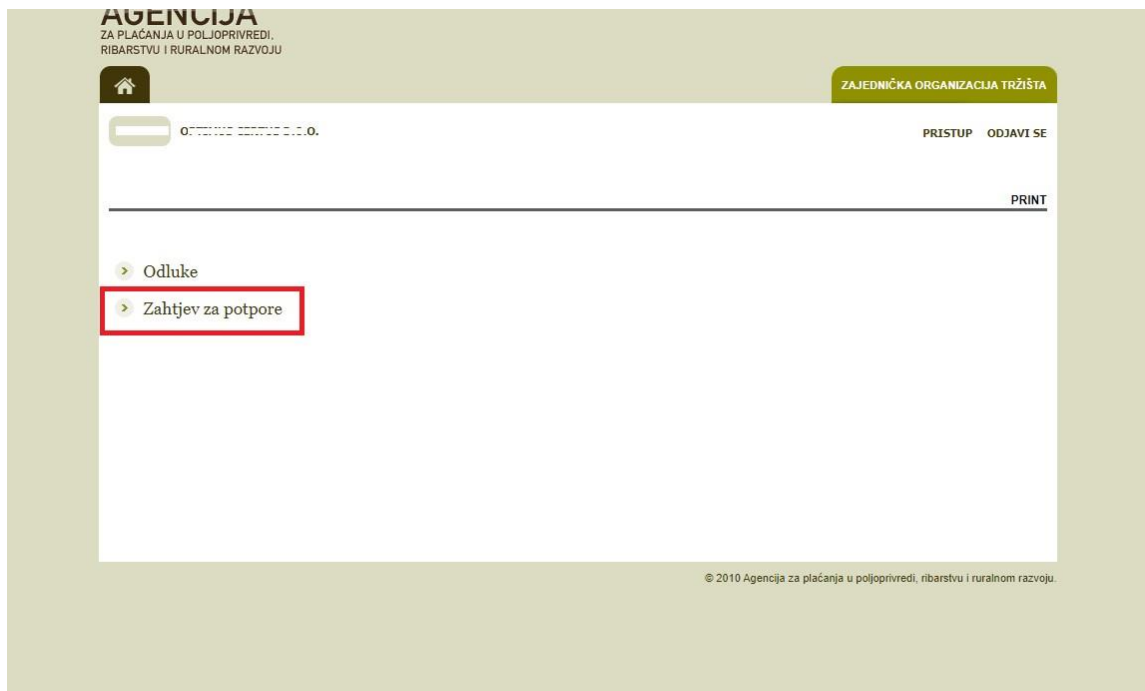 AGENCIJA
ZA PLAĆANJA U POLJOPRIVREDI,
RIBARSTVU I RURALNOM RAZVOJU
ZAJEDNIČKA ORGANIZACIJA TRŽIŠTA
PRISTUP ODJAVI SE
PRINT
Odluke
Zahtjev za potpore
© 2010 Agencija za plaćanja u poljoprivredi, ribarstvu i ruralnom razvoju.